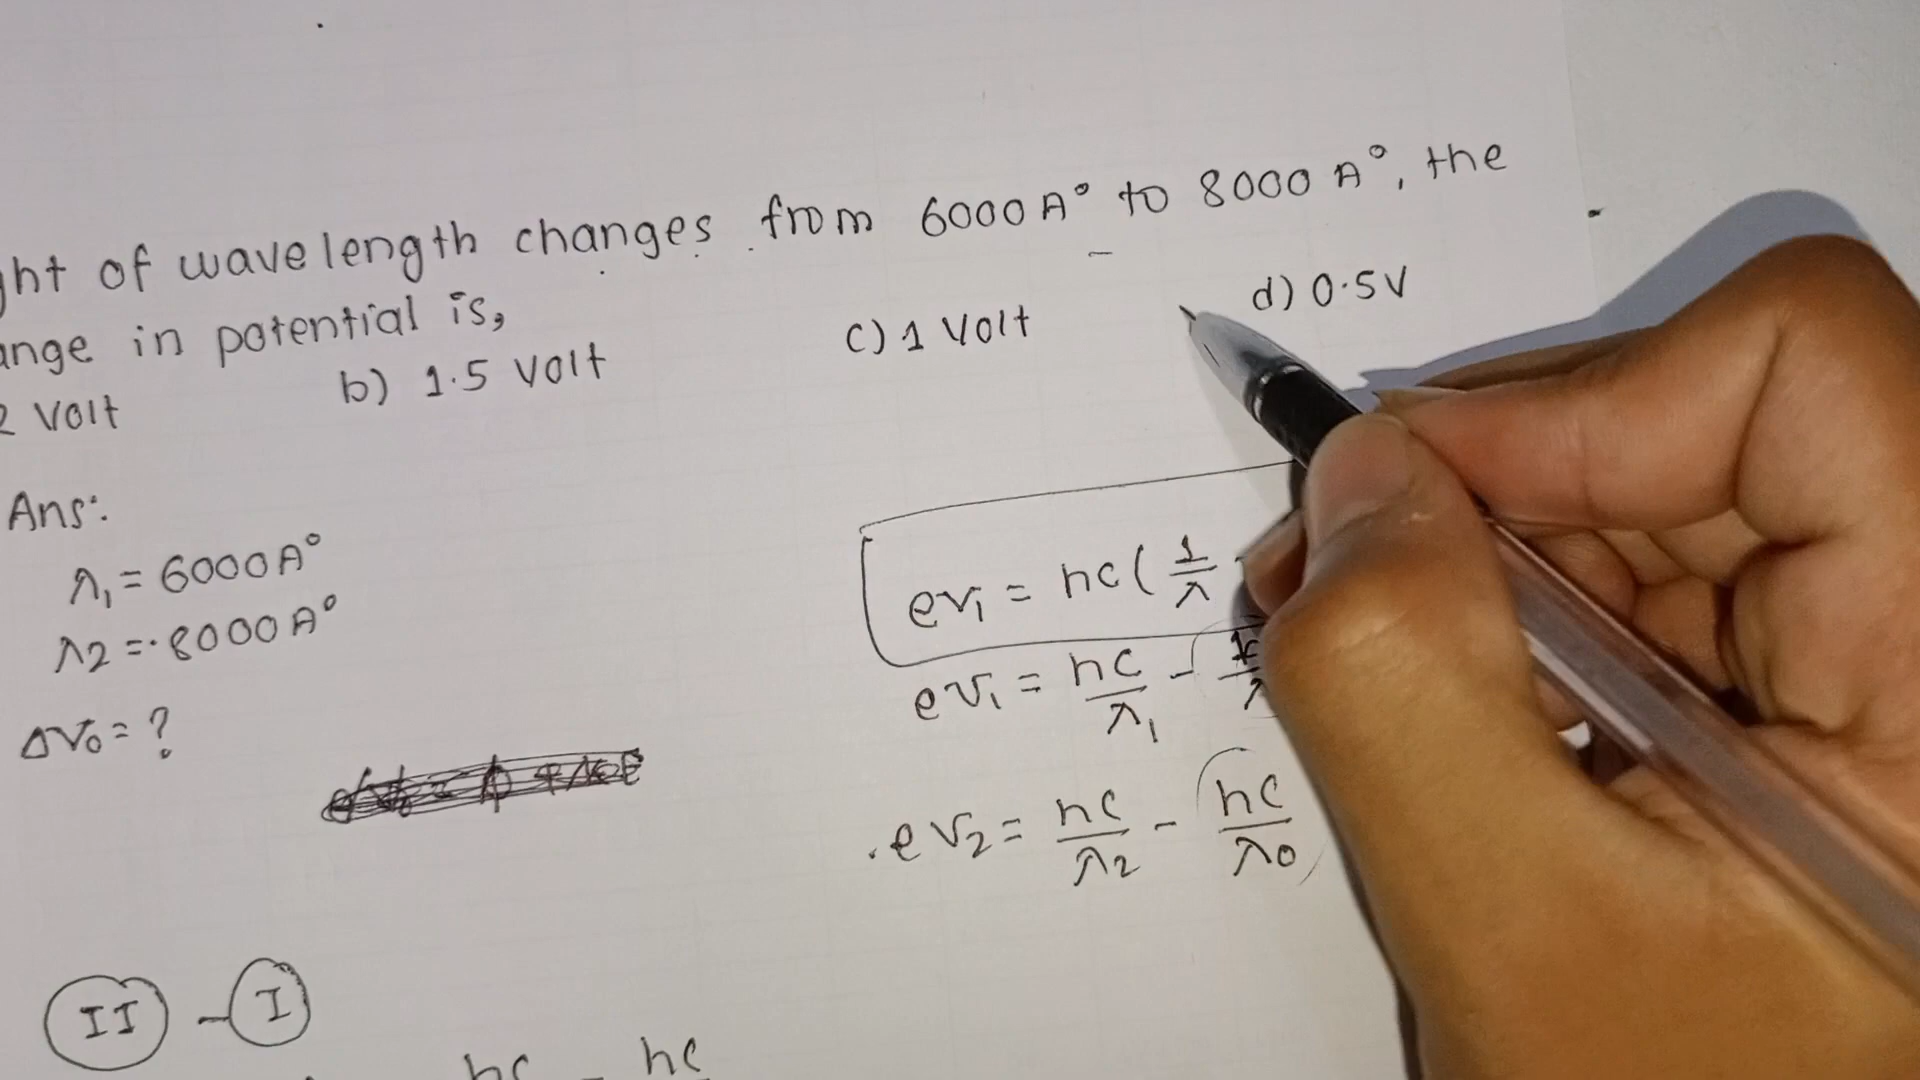 ht of wavelength changes from 6000 A° to 8000 A°, the
ange in potential is,
2 Volt b) 1.5 volt c) 1 Volt d) 0.5V
Ans:
λ₁ = 6000 A°
λ2 = 8000 A°
ΔV₀ = ?
ev₁ = hc ( 1/λ
ev₁ = hc/λ₁ -
ev₂ = hc/λ2 - hc/λ0
II - I
hc - hc